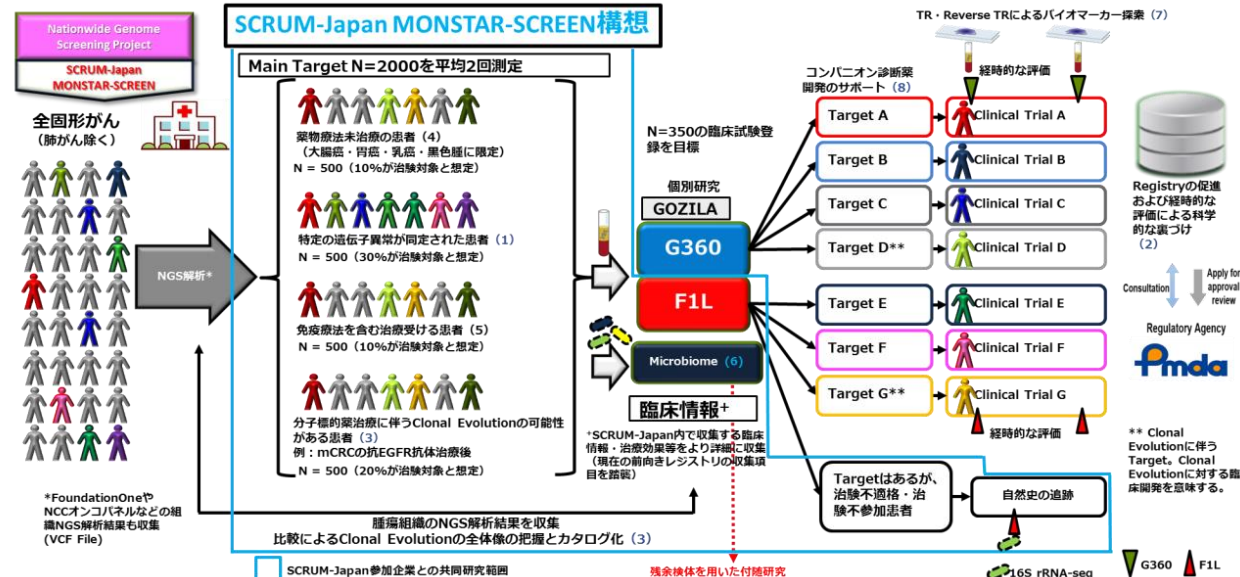 SCRUM-Japan MONSTAR-SCREEN構想
Nationwide Genome
Screening Project
SCRUM-Japan
MONSTAR-SCREEN
全固形がん
(肺がん除く)
NGS解析*
*FoundationOneや
NCCオンコパネルなどの組
織NGS解析結果も収集
(VCF File)
Main Target N=2000を平均2回測定
薬物療法未治療の患者（4）
（大腸癌・胃癌・乳癌・黒色腫に限定）
N = 500（10%が治験対象と想定）
特定の遺伝子異常が同定された患者（1）
N = 500（30%が治験対象と想定）
免疫療法を含む治療受ける患者（5）
N = 500（10%が治験対象と想定）
分子標的薬治療に伴うClonal Evolutionの可能性
がある患者（3）
例：mCRCの抗EGFR抗体治療後
N = 500（20%が治験対象と想定）
腫瘍組織のNGS解析結果を収集
比較によるClonal Evolutionの全体像の把握とカタログ化（3）
SCRUM-Japan参加企業との共同研究範囲
N=350の臨床試験登
録を目標
個別研究
GOZILA
G360
F1L
Microbiome（6）
臨床情報+
+SCRUM-Japan内で収集する臨床
情報・治療効果等をより詳細に収集
（現在の前向きレジストリの収集項
目を踏襲）
残余検体を用いた付随研究
TR・Reverse TRによるバイオマーカー探索（7）
経時的な評価
コンパニオン診断薬
開発のサポート（8）
Target A
Clinical Trial A
Target B
Clinical Trial B
Target C
Clinical Trial C
Target D**
Clinical Trial D
Target E
Clinical Trial E
Target F
Clinical Trial F
Target G**
Clinical Trial G
経時的な評価
Targetはあるが、
治験不適格・治
験不参加患者
自然史の追跡
16S rRNA-seq
G360
F1L
Registryの促進
および経時的な
評価による科学
的な裏づけ
（2）
Consultation
Apply for
approval
review
Regulatory Agency
Pmda
** Clonal
Evolutionに伴う
Target。Clonal
Evolutionに対する臨
床開発を意味する。